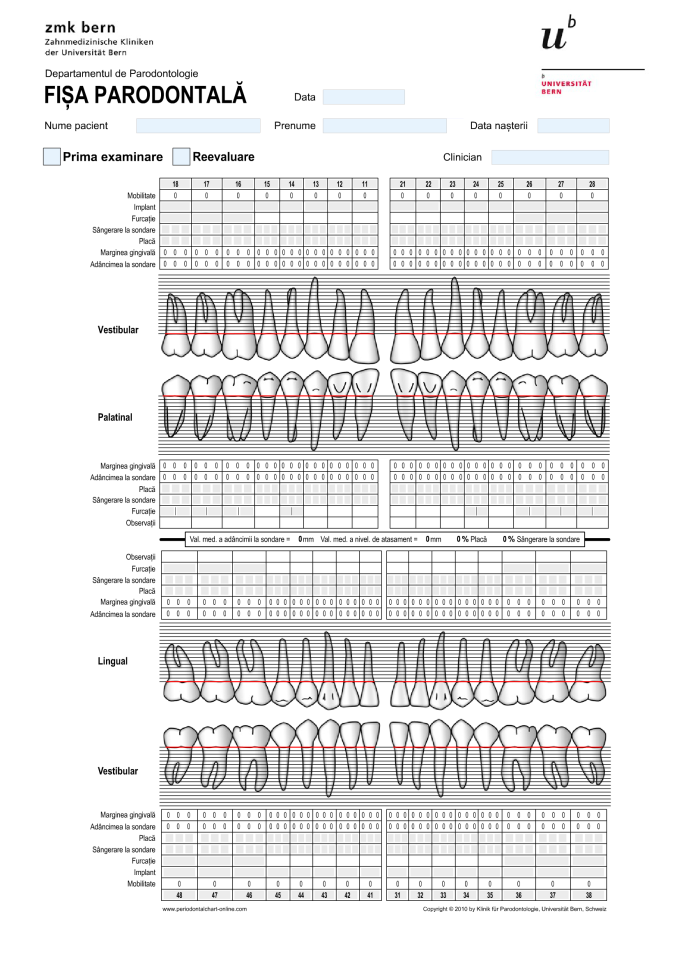 zmk bern
Zahnmedizinische Kliniken
der Universität Bern
u^b
b
UNIVERSITÄT
BERN
Departamentul de Parodontologie
FIȘA PARODONTALĂ
Data
Nume pacient Prenume Data nașterii
Prima examinare Reevaluare Clinician
18 17 16 15 14 13 12 11 21 22 23 24 25 26 27 28
Mobilitate 0 0 0 0 0 0 0 0 0 0 0 0 0 0 0 0
Implant
Furcație
Sângerare la sondare
Placă
Marginea gingivală 0 0 0 0 0 0 0 0 0 0 0 0 0 0 0 0 0 0 0 0 0 0 0 0 0 0 0 0 0 0 0 0 0 0 0 0 0 0 0 0 0 0 0 0 0 0 0 0
Adâncimea la sondare 0 0 0 0 0 0 0 0 0 0 0 0 0 0 0 0 0 0 0 0 0 0 0 0 0 0 0 0 0 0 0 0 0 0 0 0 0 0 0 0 0 0 0 0 0 0 0 0
Vestibular
Palatinal
Marginea gingivală 0 0 0 0 0 0 0 0 0 0 0 0 0 0 0 0 0 0 0 0 0 0 0 0 0 0 0 0 0 0 0 0 0 0 0 0 0 0 0 0 0 0 0 0 0 0 0 0
Adâncimea la sondare 0 0 0 0 0 0 0 0 0 0 0 0 0 0 0 0 0 0 0 0 0 0 0 0 0 0 0 0 0 0 0 0 0 0 0 0 0 0 0 0 0 0 0 0 0 0 0 0
Placă
Sângerare la sondare
Furcație
Observații
Val. med. a adâncimii la sondare = 0 mm Val. med. a nivel. de atasament = 0 mm 0 % Placă 0 % Sângerare la sondare
Observații
Furcație
Sângerare la sondare
Placă
Marginea gingivală 0 0 0 0 0 0 0 0 0 0 0 0 0 0 0 0 0 0 0 0 0 0 0 0 0 0 0 0 0 0 0 0 0 0 0 0 0 0 0 0 0 0 0 0 0 0 0 0
Adâncimea la sondare 0 0 0 0 0 0 0 0 0 0 0 0 0 0 0 0 0 0 0 0 0 0 0 0 0 0 0 0 0 0 0 0 0 0 0 0 0 0 0 0 0 0 0 0 0 0 0 0
Lingual
Vestibular
Marginea gingivală 0 0 0 0 0 0 0 0 0 0 0 0 0 0 0 0 0 0 0 0 0 0 0 0 0 0 0 0 0 0 0 0 0 0 0 0 0 0 0 0 0 0 0 0 0 0 0 0
Adâncimea la sondare 0 0 0 0 0 0 0 0 0 0 0 0 0 0 0 0 0 0 0 0 0 0 0 0 0 0 0 0 0 0 0 0 0 0 0 0 0 0 0 0 0 0 0 0 0 0 0 0
Placă
Sângerare la sondare
Furcație
Implant
Mobilitate 0 0 0 0 0 0 0 0 0 0 0 0 0 0 0 0
48 47 46 45 44 43 42 41 31 32 33 34 35 36 37 38
www.periodontalchart-online.com Copyright © 2010 by Klinik für Parodontologie, Universität Bern, Schweiz